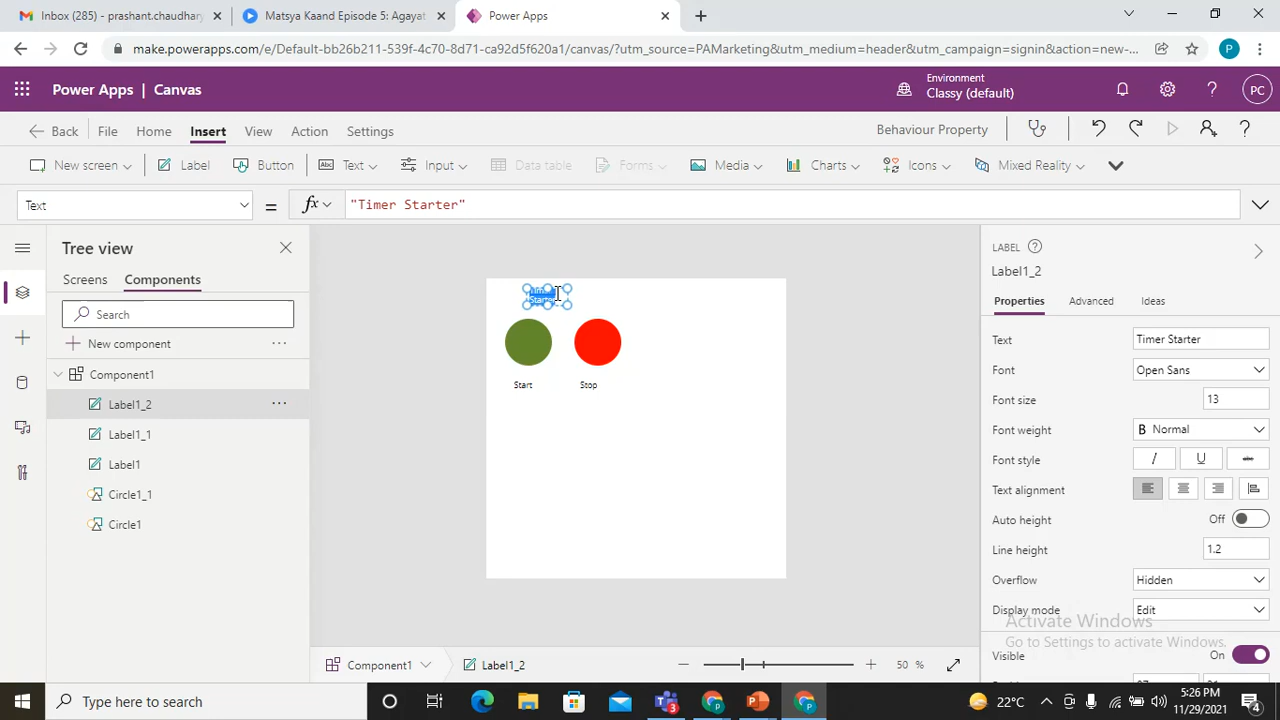 Inbox (285) - prashant.chaudhary
Matsya Kaand Episode 5: Agayat
Power Apps
make.powerapps.com/e/Default-bb26b211-539f-4c70-8d71-ca92d5f620a1/canvas/?utm_source=PAMarketing&utm_medium=header&utm_campaign=signin&action=new-...
P
Power Apps | Canvas
Environment
Classy (default)
PC
Back File Home Insert View Action Settings
Behaviour Property
New screen Label Button Text Input Data table Forms Media Charts Icons Mixed Reality
Text = fx "Timer Starter"
Tree view
Screens Components
Search
New component
Component1
Label1_2
Label1_1
Label1
Circle1_1
Circle1
Start Stop
LABEL
Label1_2
Properties Advanced Ideas
Text Timer Starter
Font Open Sans
Font size 13
Font weight B Normal
Font style / U abc
Text alignment
Auto height Off
Line height 1.2
Overflow Hidden
Display mode Edit
Activate Windows
Go to Settings to activate Windows.
Visible On
Component1 Label1_2 50 %
Type here to search
22°C
5:26 PM
11/29/2021